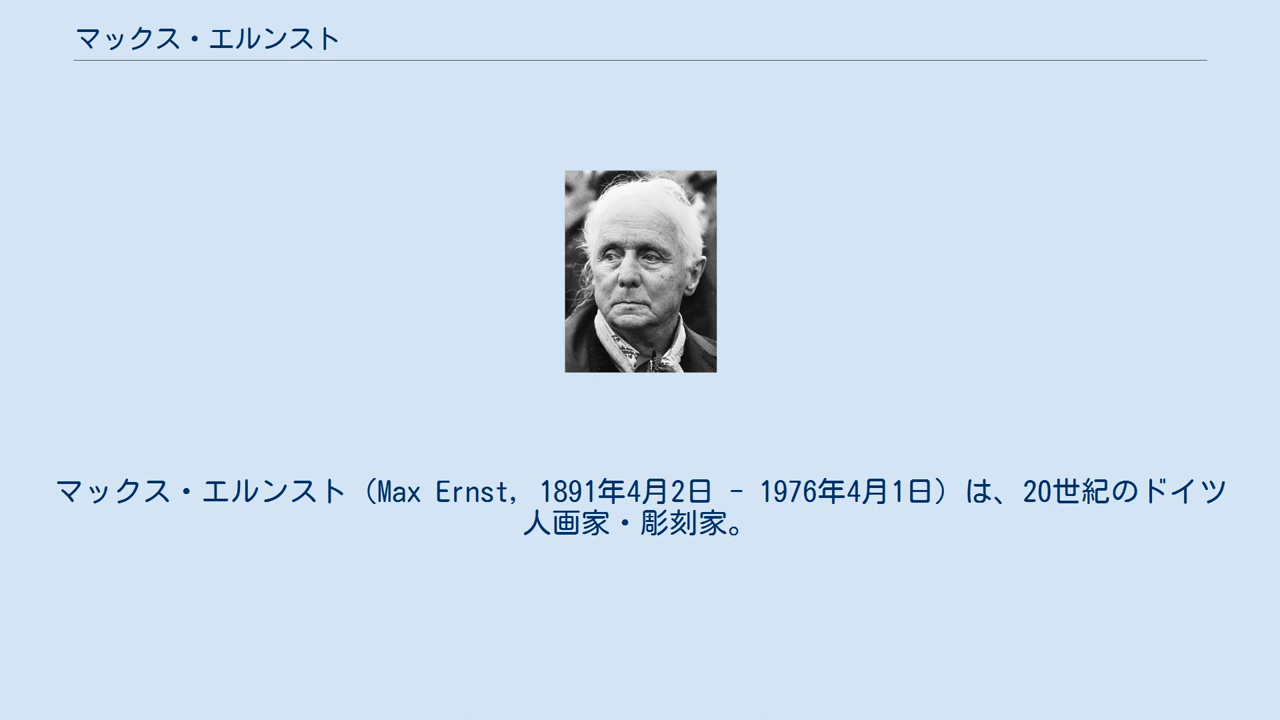 マックス・エルンスト
マックス・エルンスト（Max Ernst, 1891年4月2日 - 1976年4月1日）は、20世紀のドイツ
人画家・彫刻家。